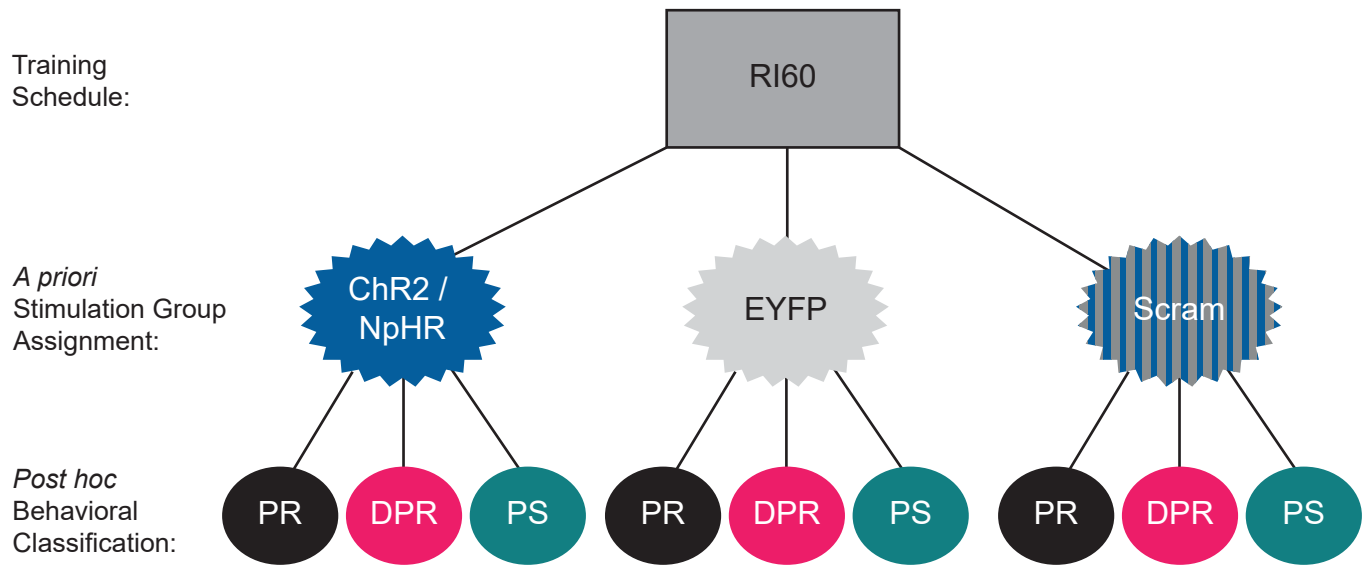 Training
Schedule:
RI60
A priori
Stimulation Group
Assignment:
ChR2 /
NpHR
EYFP
Scram
Post hoc
Behavioral
Classification:
PR
DPR
PS
PR
DPR
PS
PR
DPR
PS